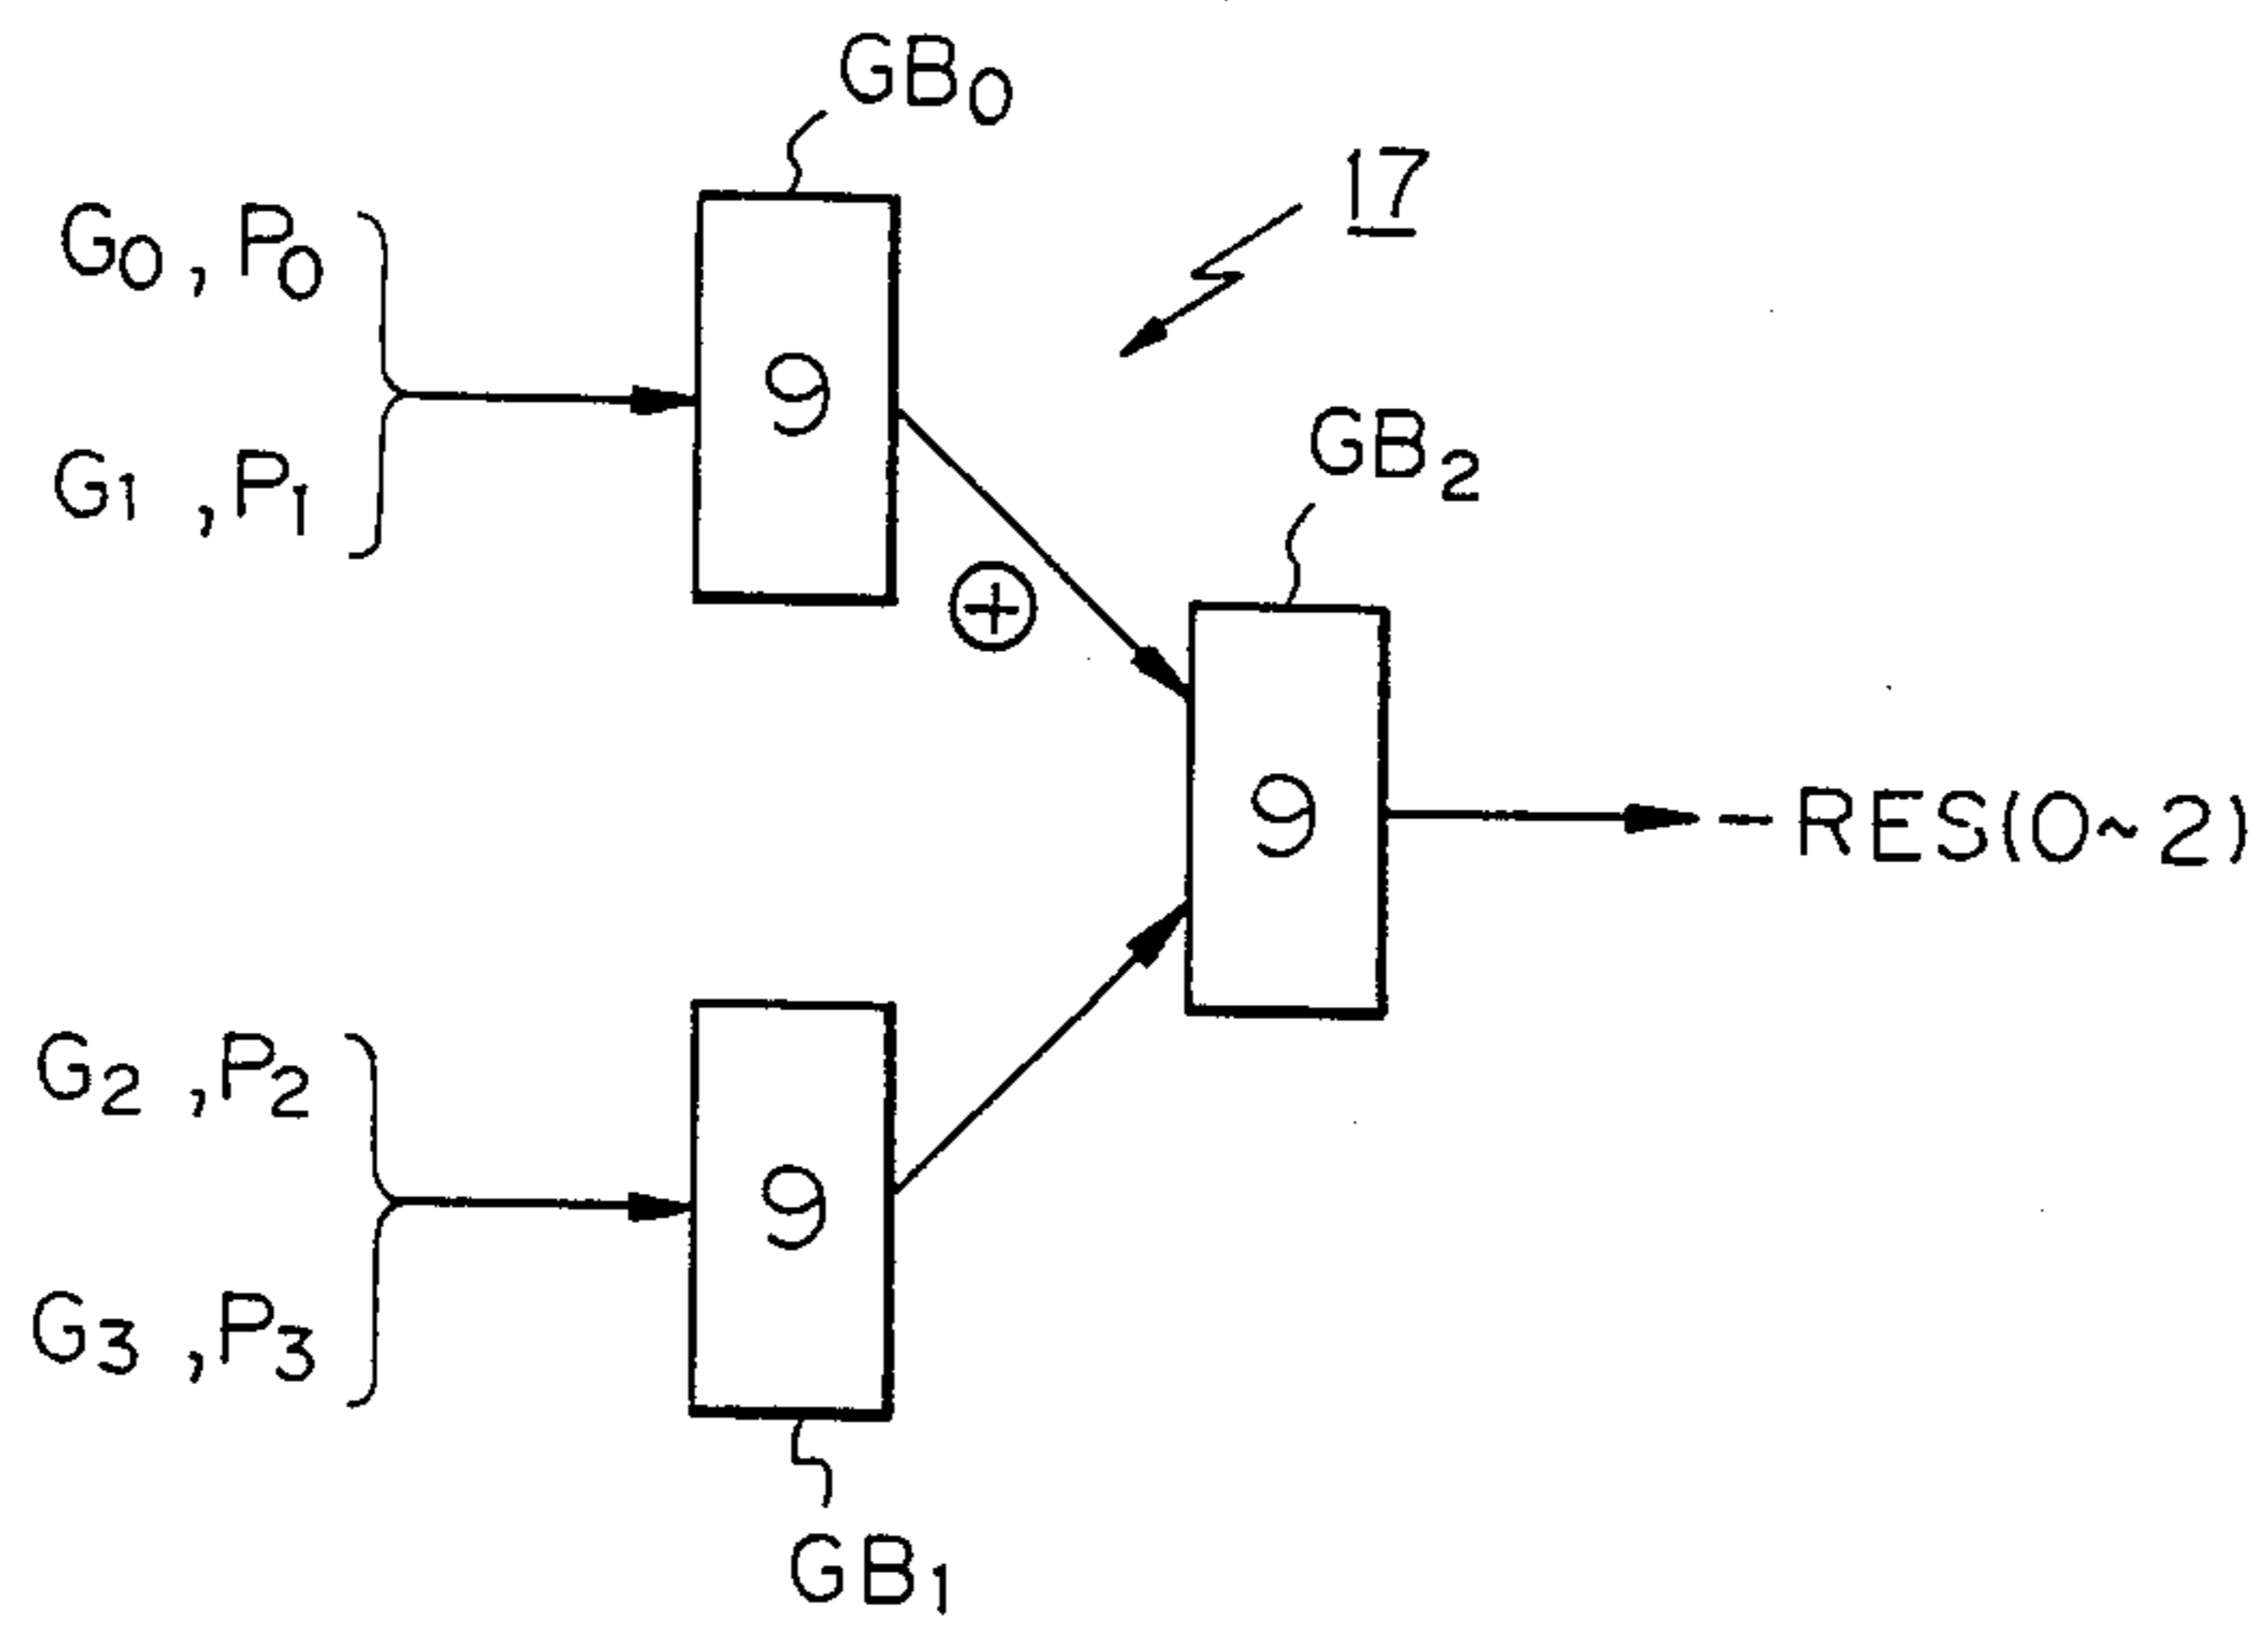 GB0
17
G0, P0
9
G1, P1
GB2
+
9
-RES(0~2)
G2, P2
9
G3, P3
GB1